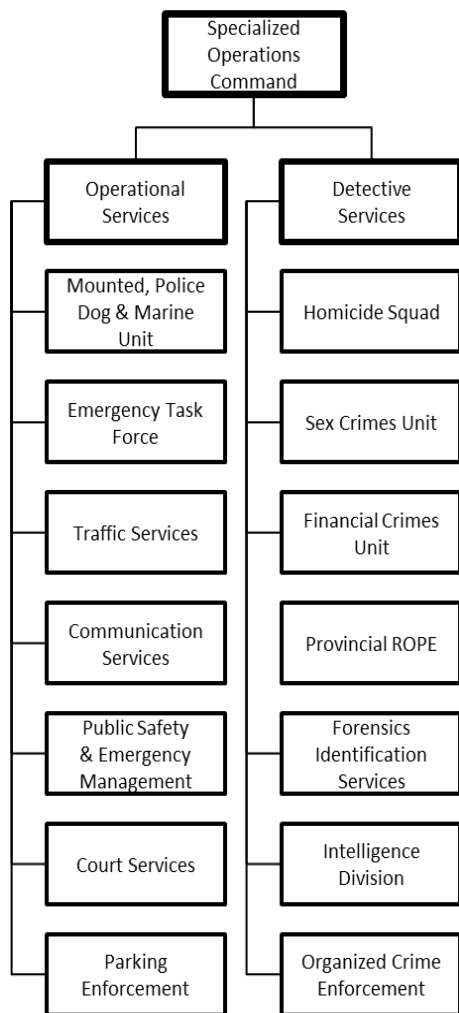 Specialized
Operations
Command
Operational
Services
Mounted, Police
Dog & Marine
Unit
Emergency Task
Force
Traffic Services
Communication
Services
Public Safety
& Emergency
Management
Court Services
Parking
Enforcement
Detective
Services
Homicide Squad
Sex Crimes Unit
Financial Crimes
Unit
Provincial ROPE
Forensics
Identification
Services
Intelligence
Division
Organized Crime
Enforcement